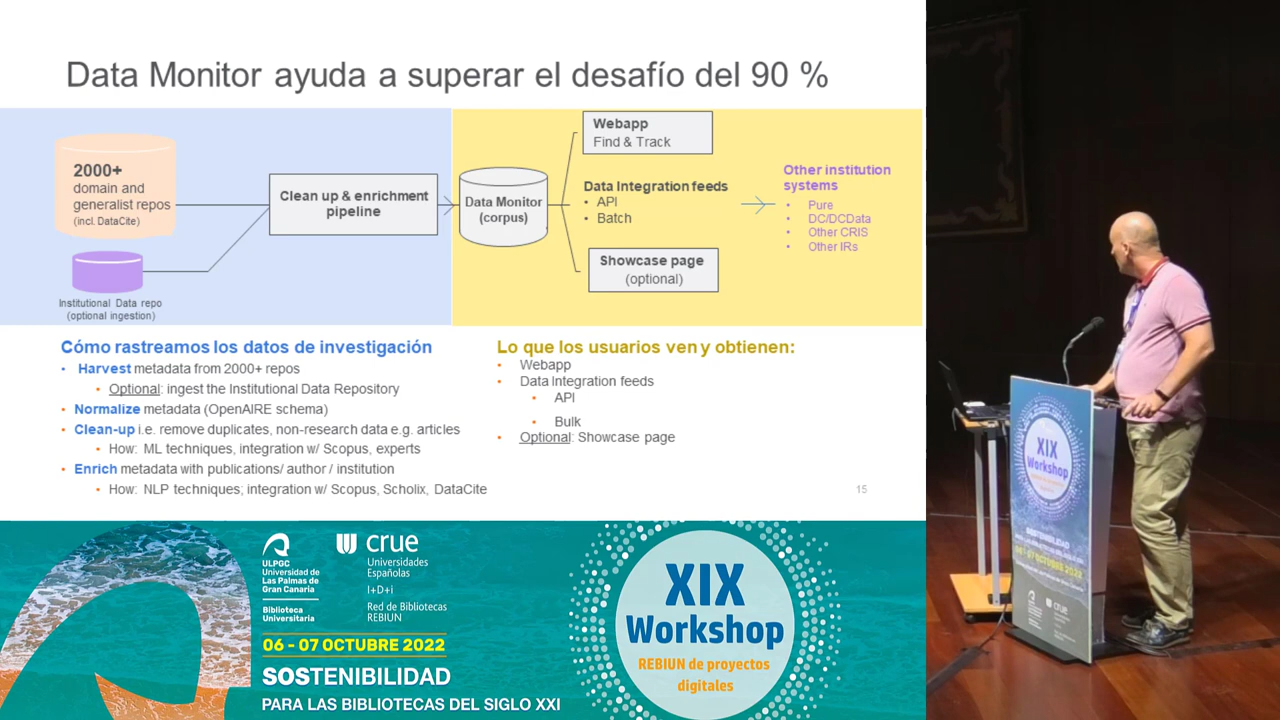 Data Monitor ayuda a superar el desafío del 90 %
2000+
domain and
generalist repos
(incl. DataCite)
Institutional Data repo
(optional ingestion)
Clean up & enrichment
pipeline
Data Monitor
(corpus)
Webapp
Find & Track
Data Integration feeds
• API
• Batch
Showcase page
(optional)
Other institution
systems
• Pure
• DC/DCData
• Other CRIS
• Other IRs
Cómo rastreamos los datos de investigación
• Harvest metadata from 2000+ repos
• Optional: ingest the Institutional Data Repository
• Normalize metadata (OpenAIRE schema)
• Clean-up i.e. remove duplicates, non-research data e.g. articles
• How: ML techniques, integration w/ Scopus, experts
• Enrich metadata with publications/ author / institution
• How: NLP techniques; integration w/ Scopus, Scholix, DataCite
Lo que los usuarios ven y obtienen:
• Webapp
• Data Integration feeds
• API
• Bulk
• Optional: Showcase page
15
ULPGC
Universidad de
Las Palmas de
Gran Canaria
Biblioteca
Universitaria
crue
Universidades
Españolas
I+D+i
Red de Bibliotecas
REBIUN
06 - 07 OCTUBRE 2022
SOSTENIBILIDAD
PARA LAS BIBLIOTECAS DEL SIGLO XXI
XIX
Workshop
REBIUN de proyectos
digitales
XIX
Workshop
SOSTENIBILIDAD
06 - 07 OCTUBRE 2022
crue